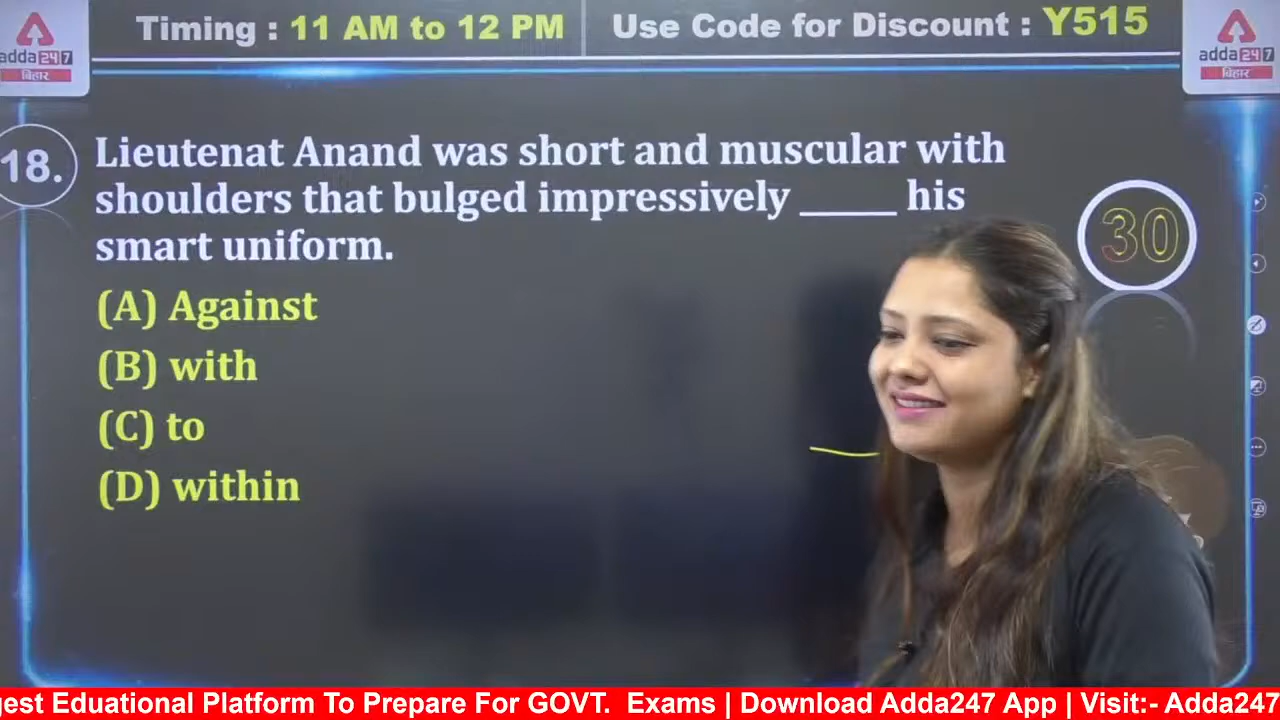 Timing : 11 AM to 12 PM
Use Code for Discount : Y515
adda247
बिहार
adda247
बिहार
18.
Lieutenat Anand was short and muscular with
shoulders that bulged impressively _____ his
smart uniform.
30
(A) Against
(B) with
(C) to
(D) within
gest Eduational Platform To Prepare For GOVT. Exams | Download Adda247 App | Visit:- Adda247